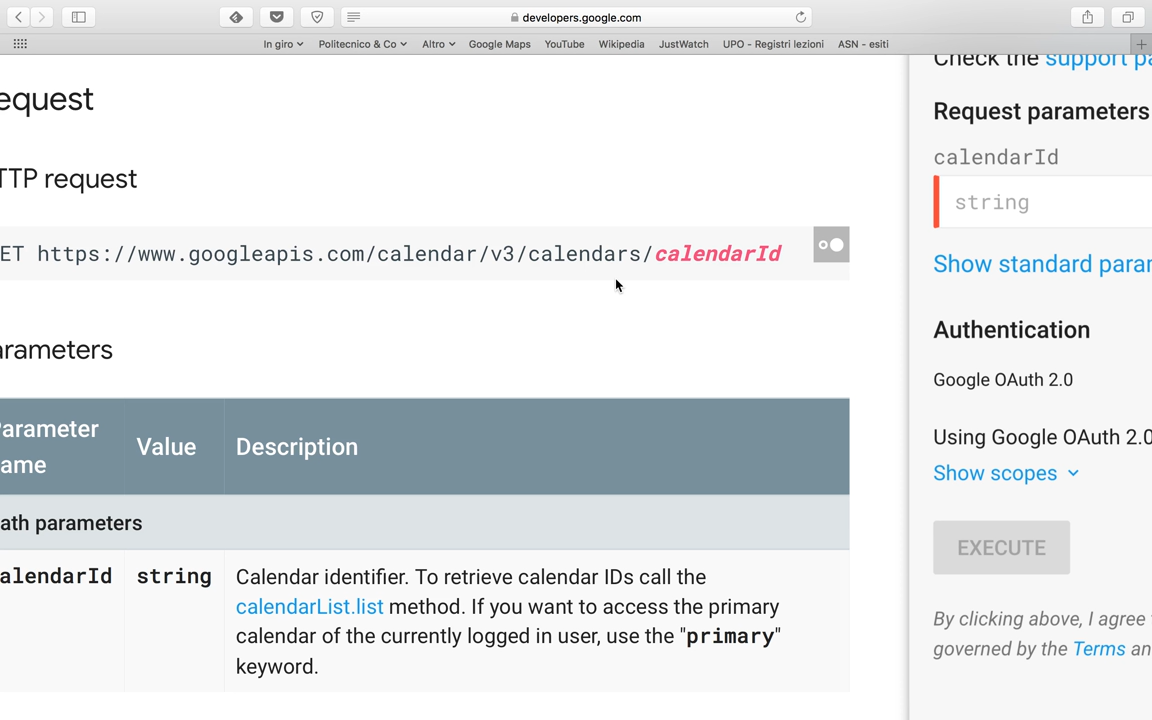 developers.google.com
In giro Politecnico & Co Altro Google Maps YouTube Wikipedia JustWatch UPO - Registri lezioni ASN - esiti
equest
TTP request
ET https://www.googleapis.com/calendar/v3/calendars/calendarId
arameters
Parameter
ame
Value
Description
ath parameters
alendarId
string
Calendar identifier. To retrieve calendar IDs call the
calendarList.list method. If you want to access the primary
calendar of the currently logged in user, use the "primary"
keyword.
Check the support pa
Request parameters
calendarId
string
Show standard parar
Authentication
Google OAuth 2.0
Using Google OAuth 2.0
Show scopes
EXECUTE
By clicking above, I agree
governed by the Terms an